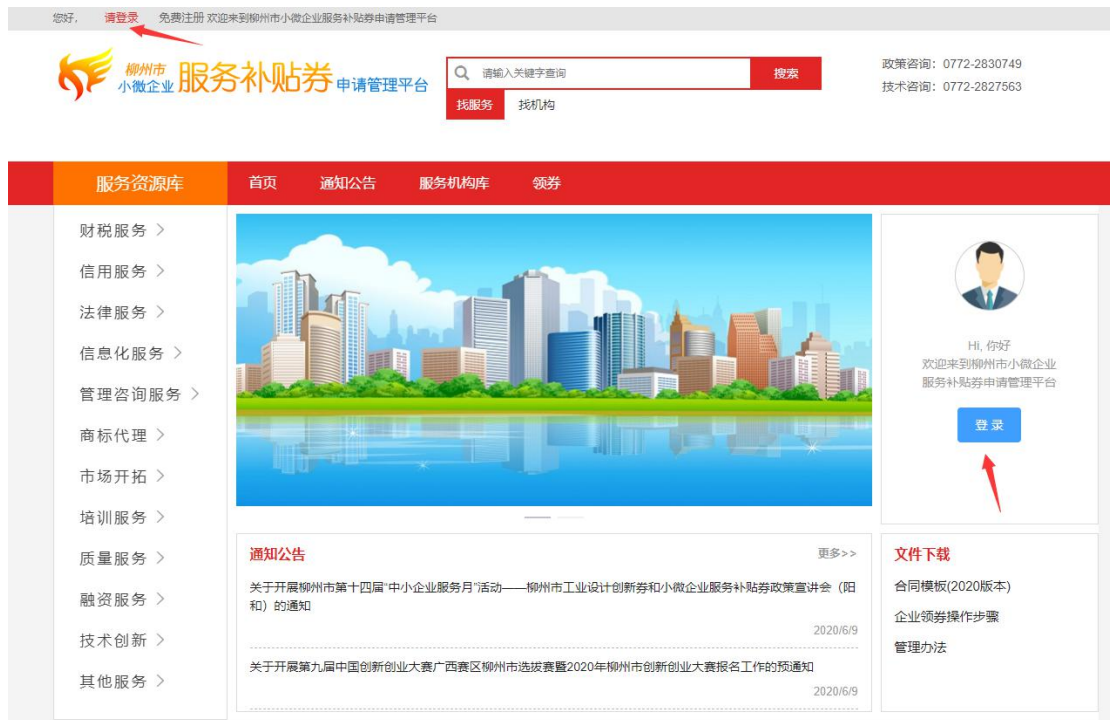 您好， 请登录 免费注册 欢迎来到柳州市小微企业服务补贴券申请管理平台
柳州市
小微企业 服务补贴券 申请管理平台
请输入关键字查询 搜索
找服务 找机构
政策咨询：0772-2830749
技术咨询：0772-2827563
服务资源库 首页 通知公告 服务机构库 领券
财税服务 >
信用服务 >
法律服务 >
信息化服务 >
管理咨询服务 >
商标代理 >
市场开拓 >
培训服务 >
质量服务 >
融资服务 >
技术创新 >
其他服务 >
Hi, 你好
欢迎来到柳州市小微企业
服务补贴券申请管理平台
登 录
通知公告 更多>>
关于开展柳州市第十四届“中小企业服务月”活动——柳州市工业设计创新券和小微企业服务补贴券政策宣讲会（阳
和）的通知
2020/6/9
关于开展第九届中国创新创业大赛广西赛区柳州市选拔赛暨2020年柳州市创新创业大赛报名工作的预通知
2020/6/9
文件下载
合同模板(2020版本)
企业领券操作步骤
管理办法